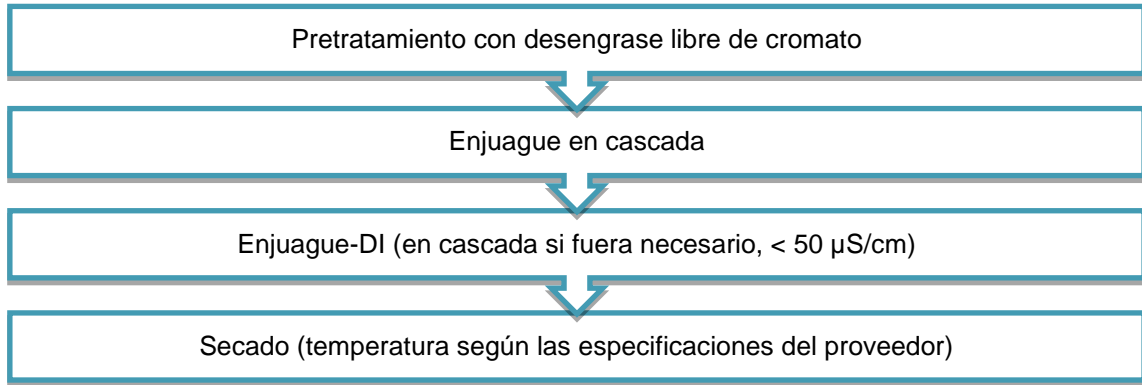 Pretratamiento con desengrase libre de cromato
Enjuague en cascada
Enjuague-DI (en cascada si fuera necesario, < 50 µS/cm)
Secado (temperatura según las especificaciones del proveedor)